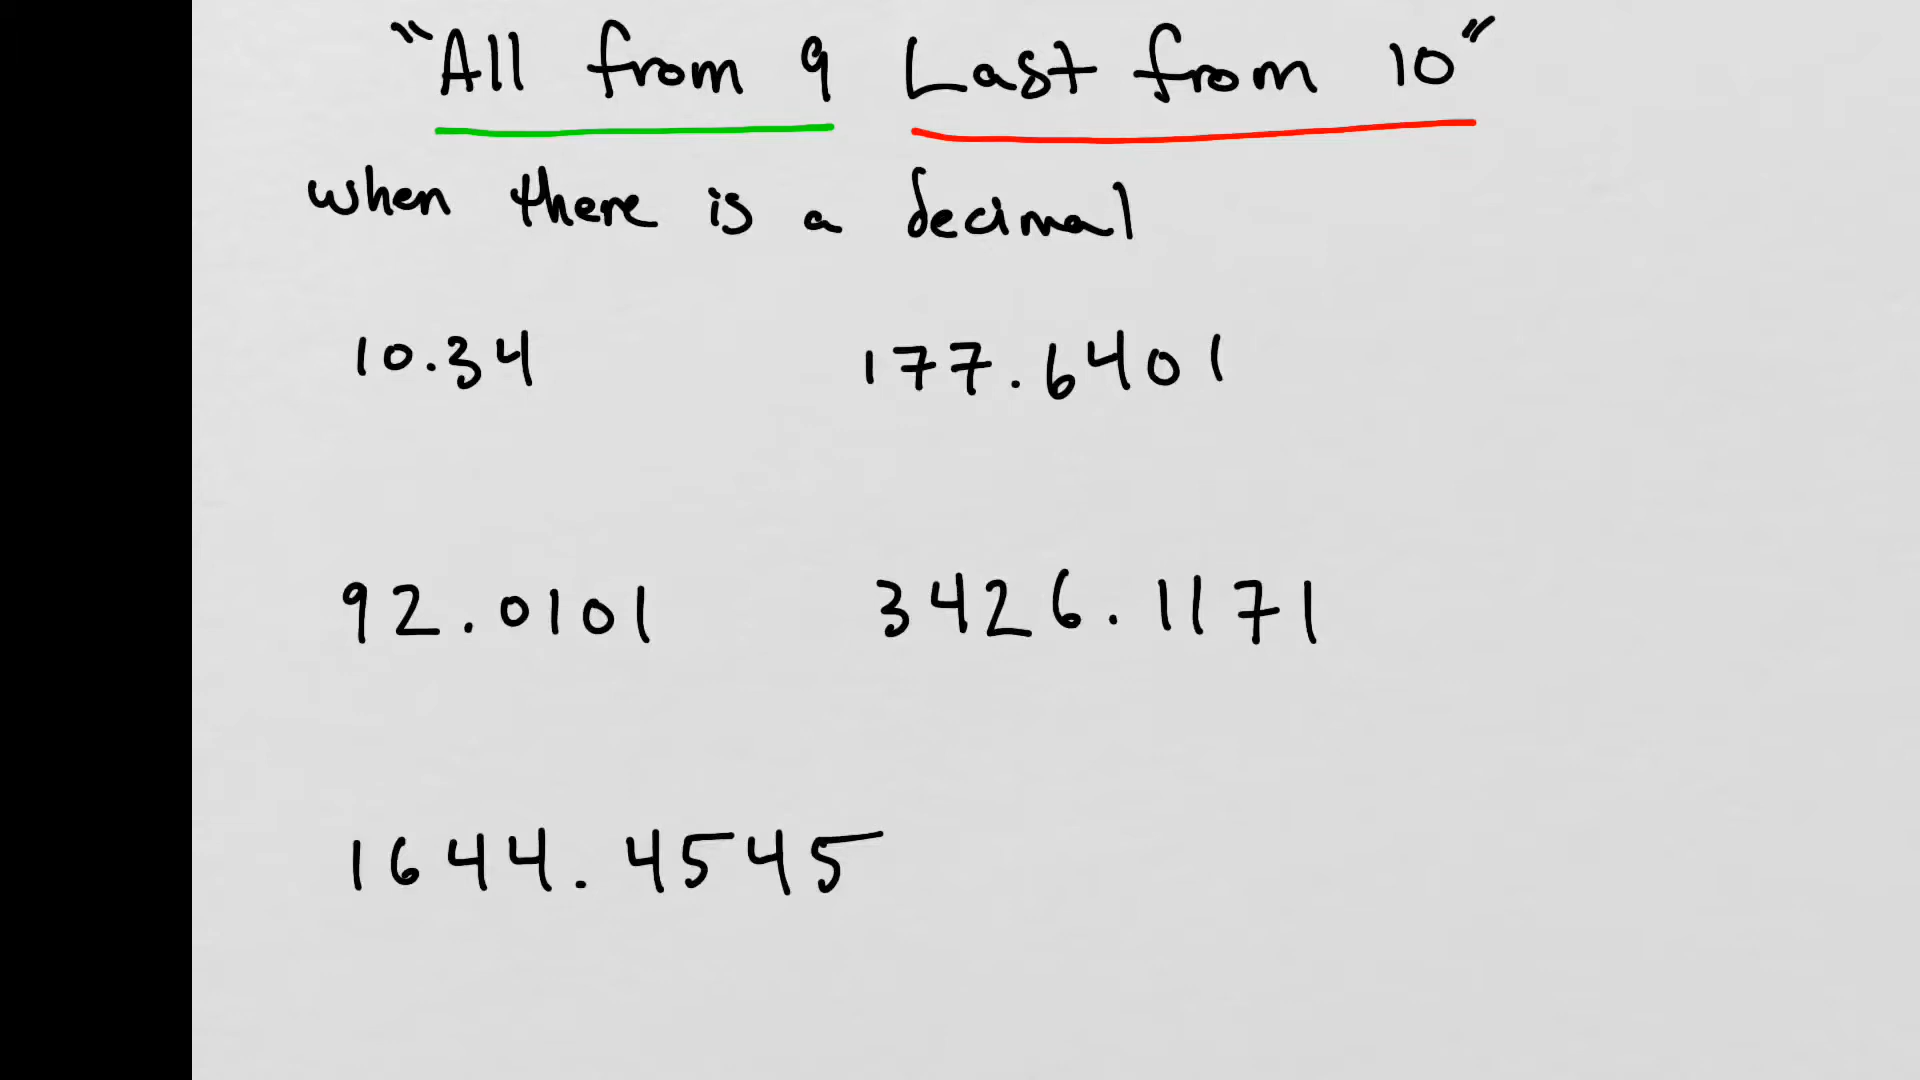 "All from 9 Last from 10"
when there is a decimal
10.34 177.6401
92.0101 3426.1171
1644.4545